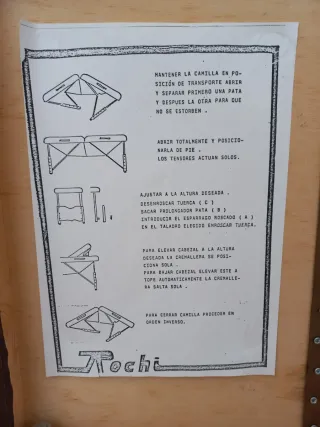 MANTENER LA CAMILLA EN PO-
SICIÓN DE TRANSPORTE ABRIR
Y SEPARAR PRIMERO UNA PATA
Y DESPUES LA OTRA PARA QUE
NO SE ESTORBEN .
ABRIR TOTALMENTE Y POSICIO-
NARLA DE PIE .
LOS TENSORES ACTUAN SOLOS.
AJUSTAR A LA ALTURA DESEADA .
DESENROSCAR TUERCA ( C )
SACAR PROLONGADOR PATA ( B )
INTRODUCIR EL ESPARRAGO ROSCADO ( A )
EN EL TALADRO ELEGIDO ENROSCAR TUERCA.
PARA ELEVAR CABEZAL A LA ALTURA
DESEADA LA CREMALLERA SE POSI-
CIONA SOLA .
PARA BAJAR CABEZAL ELEVAR ESTE A
TOPE AUTOMATICAMENTE LA CREMALLE-
RA SALTA SOLA .
PARA CERRAR CAMILLA PROCEDER EN
ORDEN INVERSO.
Rochi